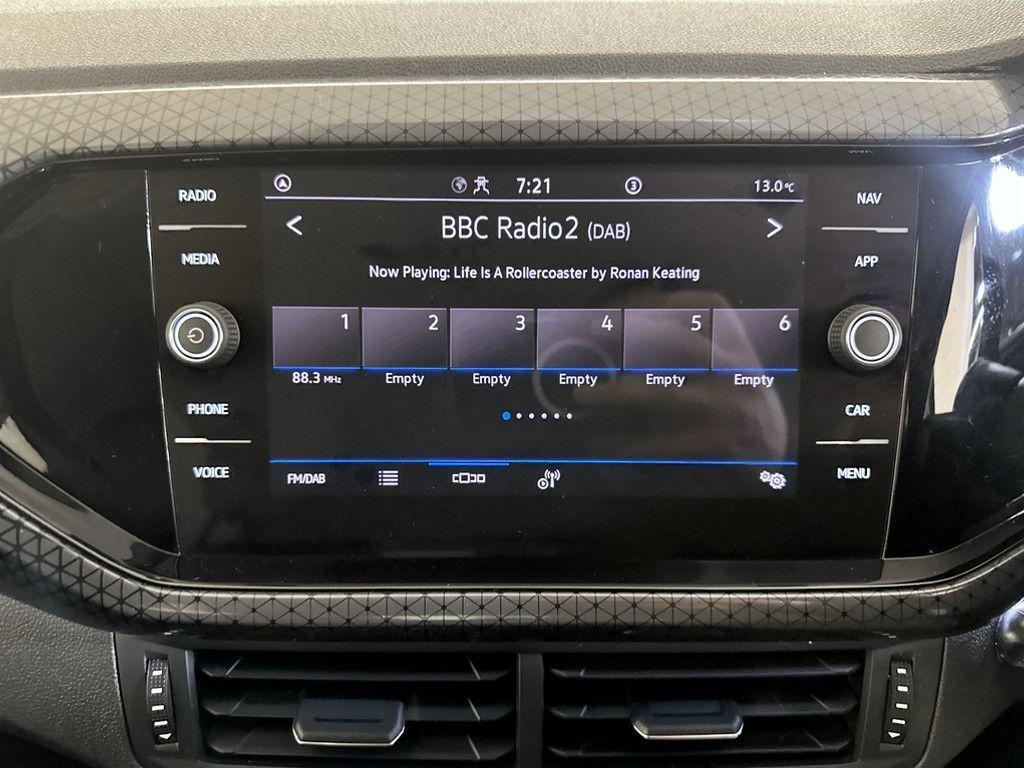 RADIO
MEDIA
PHONE
VOICE
7:21
3
13.0°C
< BBC Radio2 (DAB) >
Now Playing: Life Is A Rollercoaster by Ronan Keating
1 2 3 4 5 6
88.3 MHz Empty Empty Empty Empty Empty
FM/DAB
NAV
APP
CAR
MENU